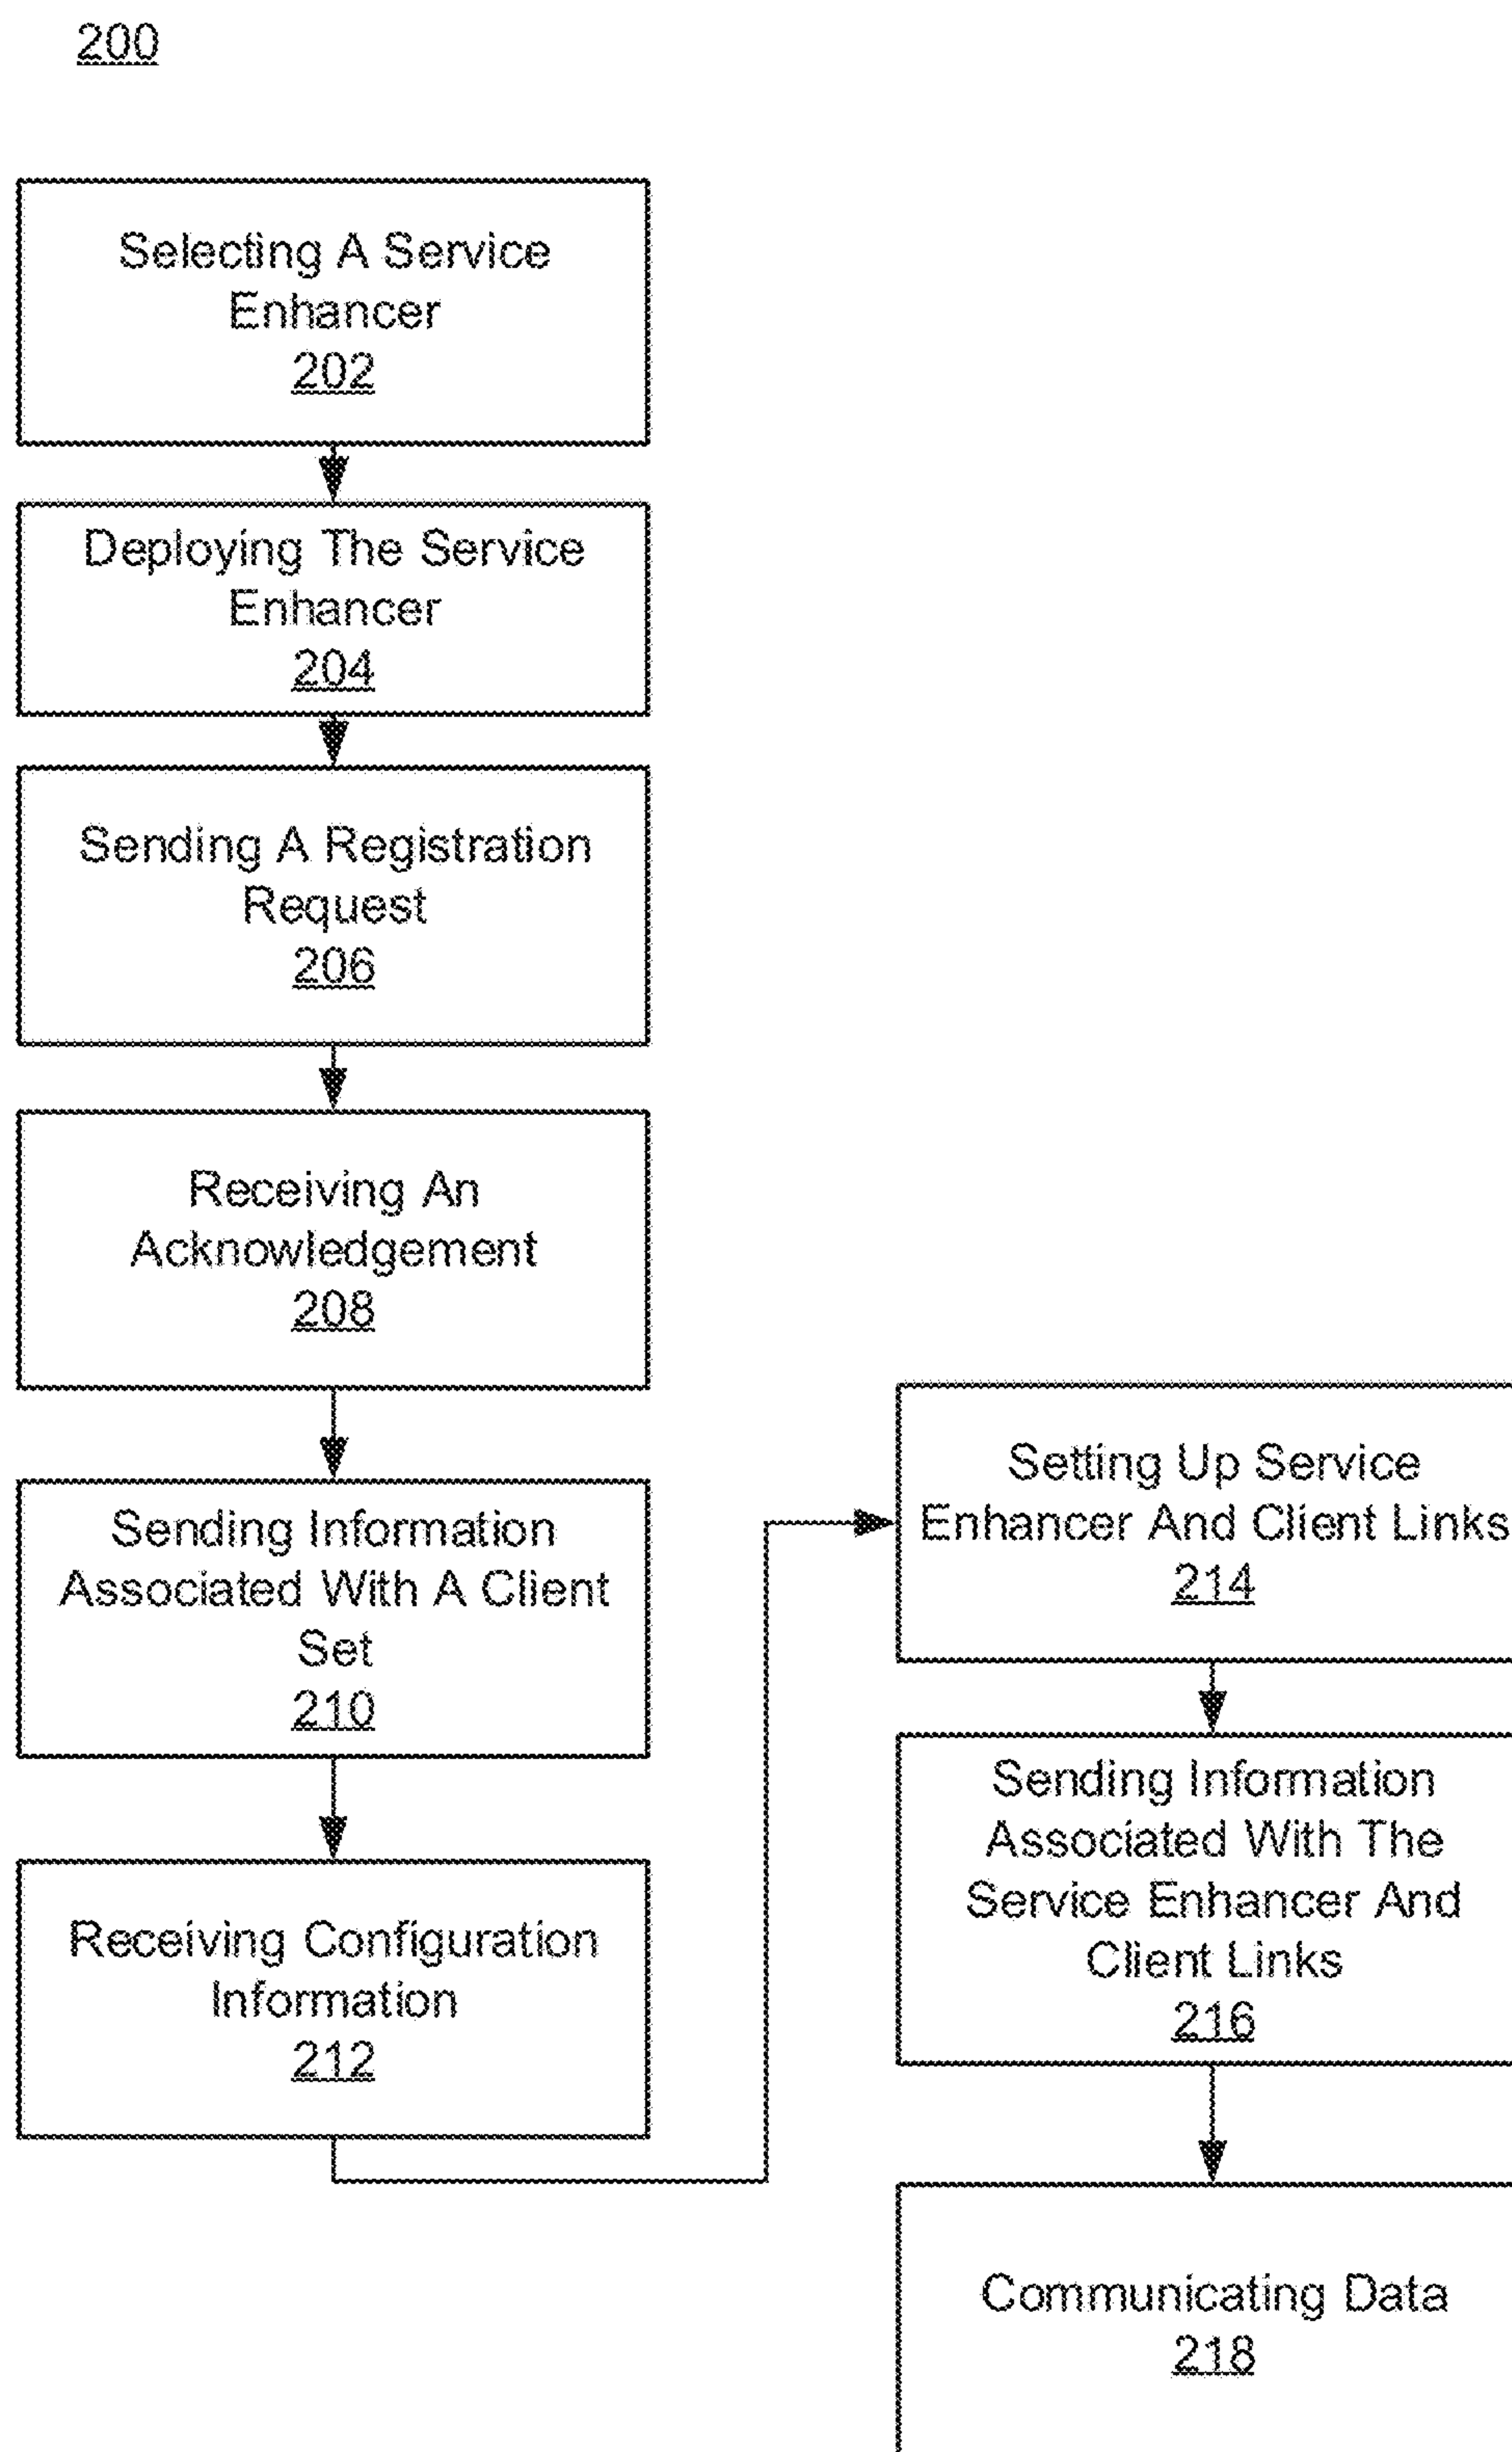 200
Selecting A Service
Enhancer
202
Deploying The Service
Enhancer
204
Sending A Registration
Request
206
Receiving An
Acknowledgement
208
Sending Information
Associated With A Client
Set
210
Receiving Configuration
Information
212
Setting Up Service
Enhancer And Client Links
214
Sending Information
Associated With The
Service Enhancer And
Client Links
216
Communicating Data
218